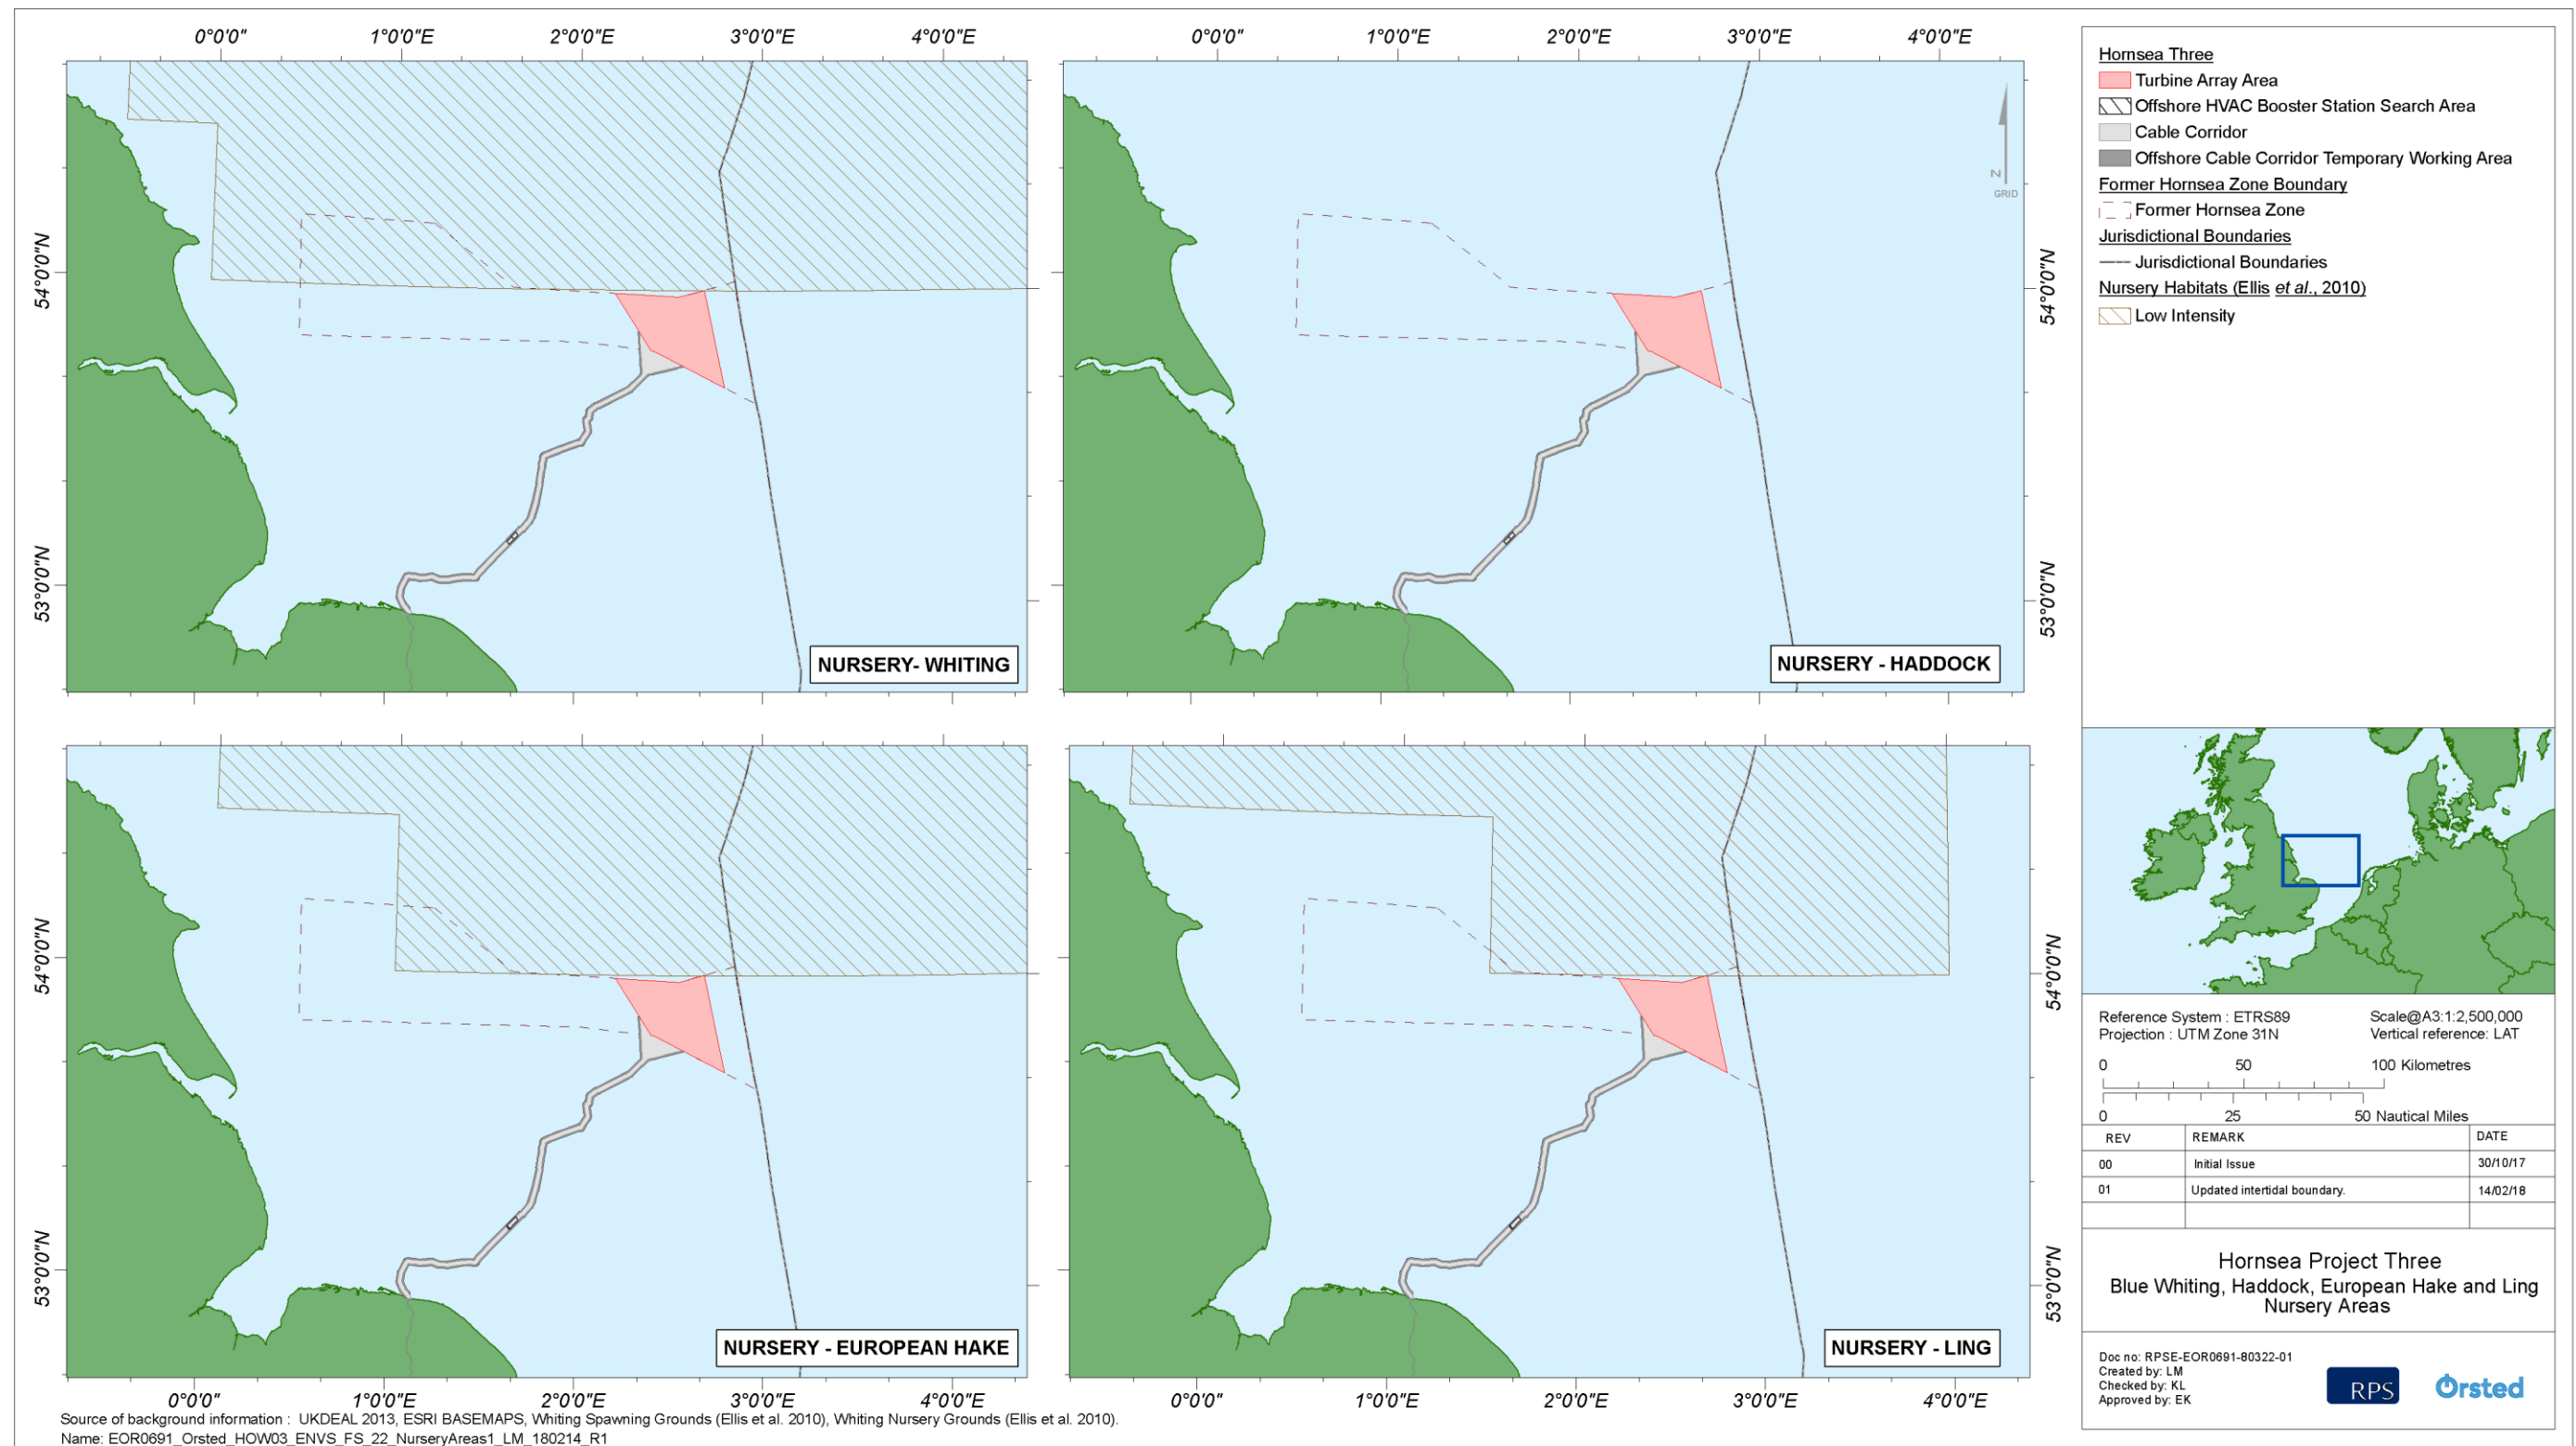 0°0'0" 1°0'0"E 2°0'0"E 3°0'0"E 4°0'0"E
0°0'0" 1°0'0"E 2°0'0"E 3°0'0"E 4°0'0"E
54°0'0"N
53°0'0"N
54°0'0"N
53°0'0"N
Z
GRID
NURSERY- WHITING
NURSERY - HADDOCK
54°0'0"N
53°0'0"N
54°0'0"N
53°0'0"N
NURSERY - EUROPEAN HAKE
NURSERY - LING
0°0'0" 1°0'0"E 2°0'0"E 3°0'0"E 4°0'0"E
0°0'0" 1°0'0"E 2°0'0"E 3°0'0"E 4°0'0"E
Source of background information : UKDEAL 2013, ESRI BASEMAPS, Whiting Spawning Grounds (Ellis et al. 2010), Whiting Nursery Grounds (Ellis et al. 2010).
Name: EOR0691_Orsted_HOW03_ENVS_FS_22_NurseryAreas1_LM_180214_R1
Hornsea Three
Turbine Array Area
Offshore HVAC Booster Station Search Area
Cable Corridor
Offshore Cable Corridor Temporary Working Area
Former Hornsea Zone Boundary
Former Hornsea Zone
Jurisdictional Boundaries
Jurisdictional Boundaries
Nursery Habitats (Ellis et al., 2010)
Low Intensity
Reference System : ETRS89 Scale@A3:1:2,500,000
Projection : UTM Zone 31N Vertical reference: LAT
0 50 100 Kilometres
0 25 50 Nautical Miles
REV REMARK DATE
00 Initial Issue 30/10/17
01 Updated intertidal boundary. 14/02/18
Hornsea Project Three
Blue Whiting, Haddock, European Hake and Ling
Nursery Areas
Doc no: RPSE-EOR0691-80322-01
Created by: LM
Checked by: KL
Approved by: EK
RPS
Ørsted